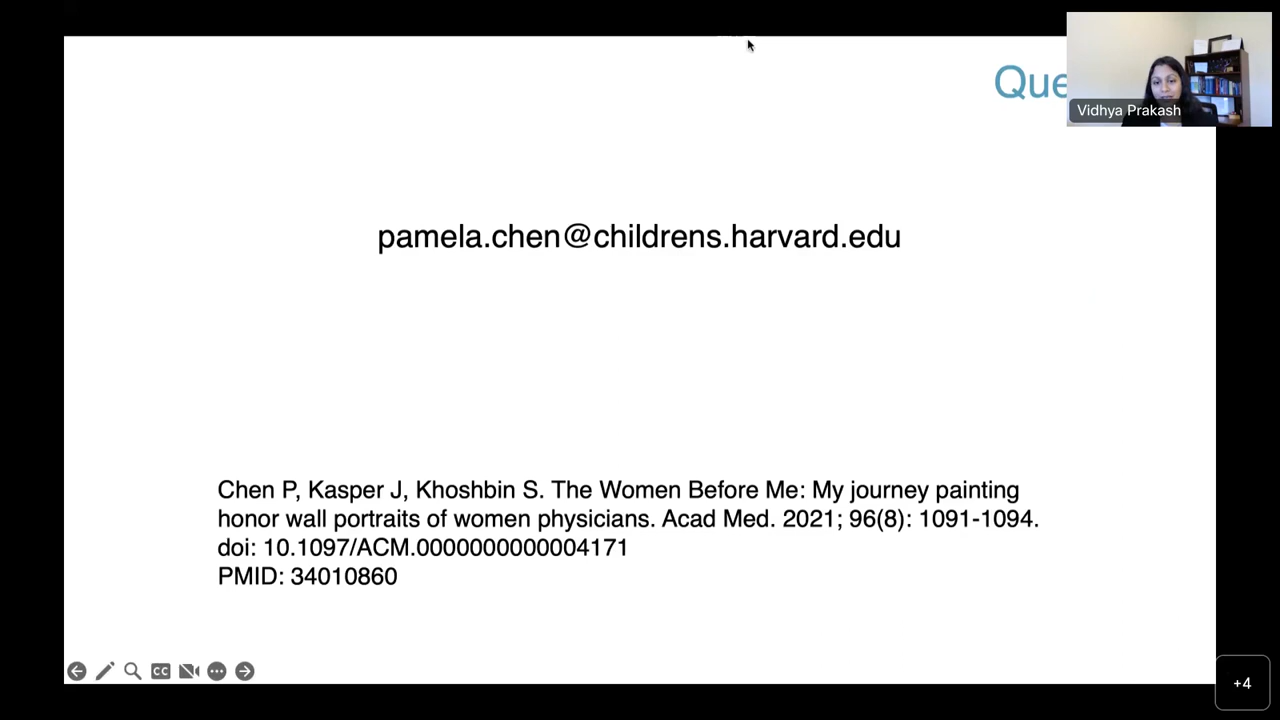 Que
Vidhya Prakash
pamela.chen@childrens.harvard.edu
Chen P, Kasper J, Khoshbin S. The Women Before Me: My journey painting
honor wall portraits of women physicians. Acad Med. 2021; 96(8): 1091-1094.
doi: 10.1097/ACM.0000000000004171
PMID: 34010860
CC
+4